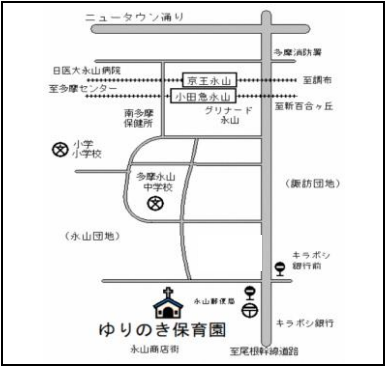 ニュータウン通り
多摩消防署
日医大永山病院
京王永山
至調布
至多摩センター
小田急永山
至新百合ヶ丘
南多摩
保健所
グリナード
永山
小学
小学校
多摩永山
中学校
(諏訪団地)
(永山団地)
キラボシ
銀行前
永山郵便局
ゆりのき保育園
キラボシ銀行
永山商店街
至尾根幹線道路